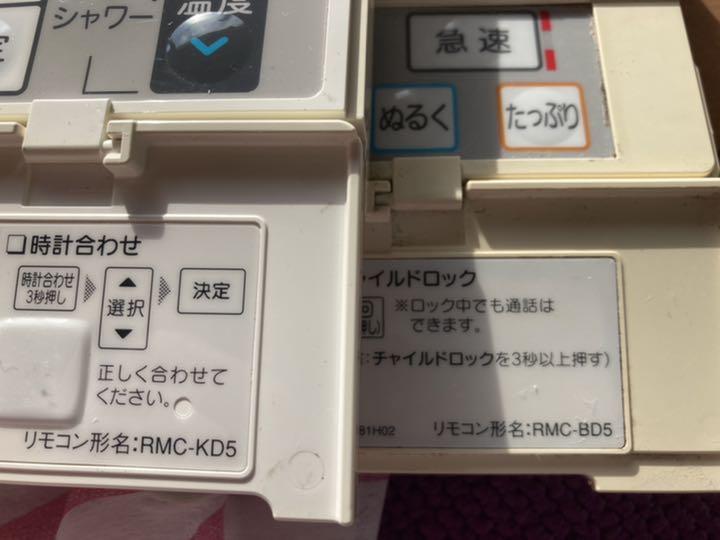 定
シャワー
温度
□時計合わせ
時計合わせ
3秒押し
選択
決定
正しく合わせて
ください。
リモコン形名:RMC-KD5
急速
ぬるく
たっぷり
チャイルドロック
※ロック中でも通話は
できます。
:チャイルドロックを3秒以上押す)
81H02
リモコン形名:RMC-BD5